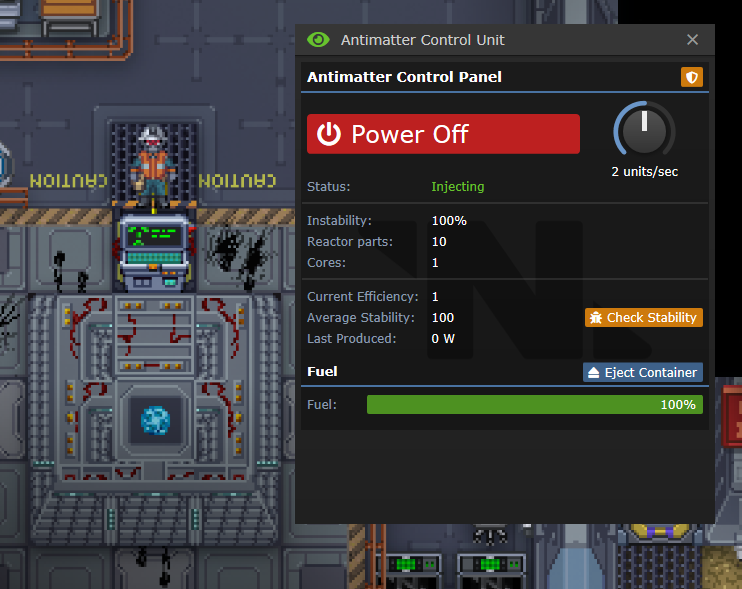 Antimatter Control Unit
Antimatter Control Panel
Power Off
2 units/sec
Status: Injecting
Instability: 100%
Reactor parts: 10
Cores: 1
Current Efficiency: 1
Average Stability: 100
Check Stability
Last Produced: 0 W
Fuel
Eject Container
Fuel: 100%
CAUTION
CAUTION